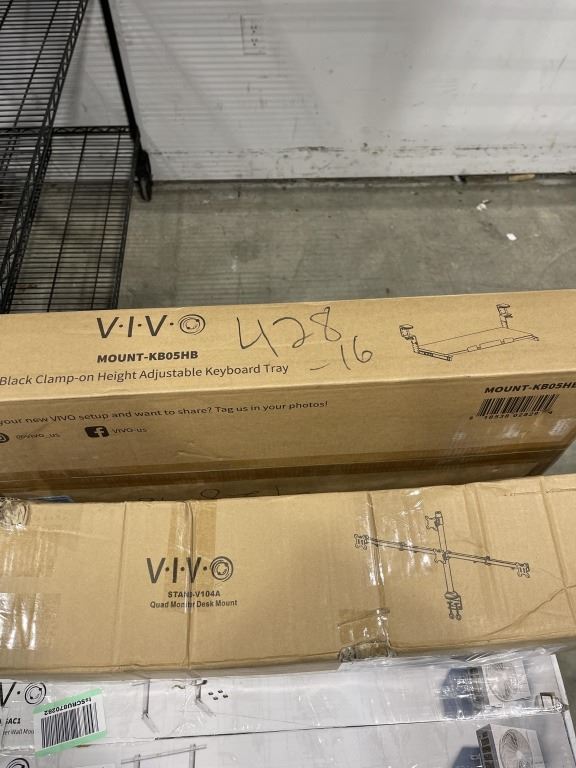 V·I·V·O
428
-16
MOUNT-KB05HB
Black Clamp-on Height Adjustable Keyboard Tray
MOUNT-KB05HB
your new VIVO setup and want to share? Tag us in your photos!
@vivo_us
VIVO-us
V·I·V·O
STAND-V104A
Quad Monitor Desk Mount
V·O